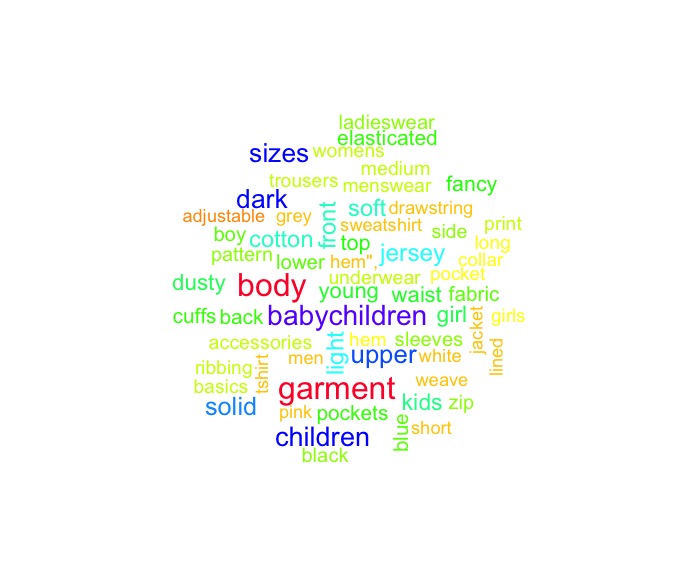 ladieswear
elasticated
sizes womens
medium
trousers menswear fancy
dark
adjustable grey front soft drawstring
sweatshirt print
boy cotton top side long
pattern lower hem", jersey collar
underwear pocket
dusty body young waist fabric
cuffs back babychildren girl girls
accessories light hem sleeves jacket lined
men upper white
ribbing tshirt
basics garment weave
solid pink pockets kids zip
children blue short
black